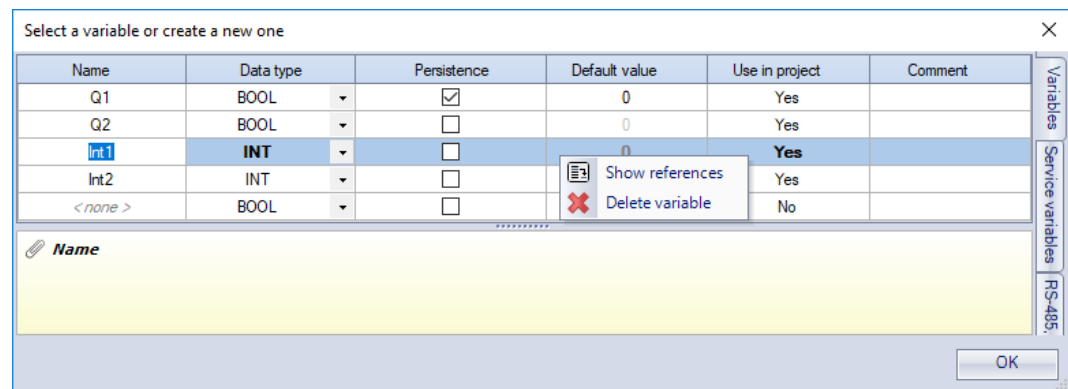 Select a variable or create a new one
Name Data type Persistence Default value Use in project Comment
Q1 BOOL 0 Yes
Q2 BOOL 0 Yes
Int1 INT 0 Yes
Int2 INT Yes
<none> BOOL No
Show references
Delete variable
Name
Variables
Service variables
RS-485,
OK